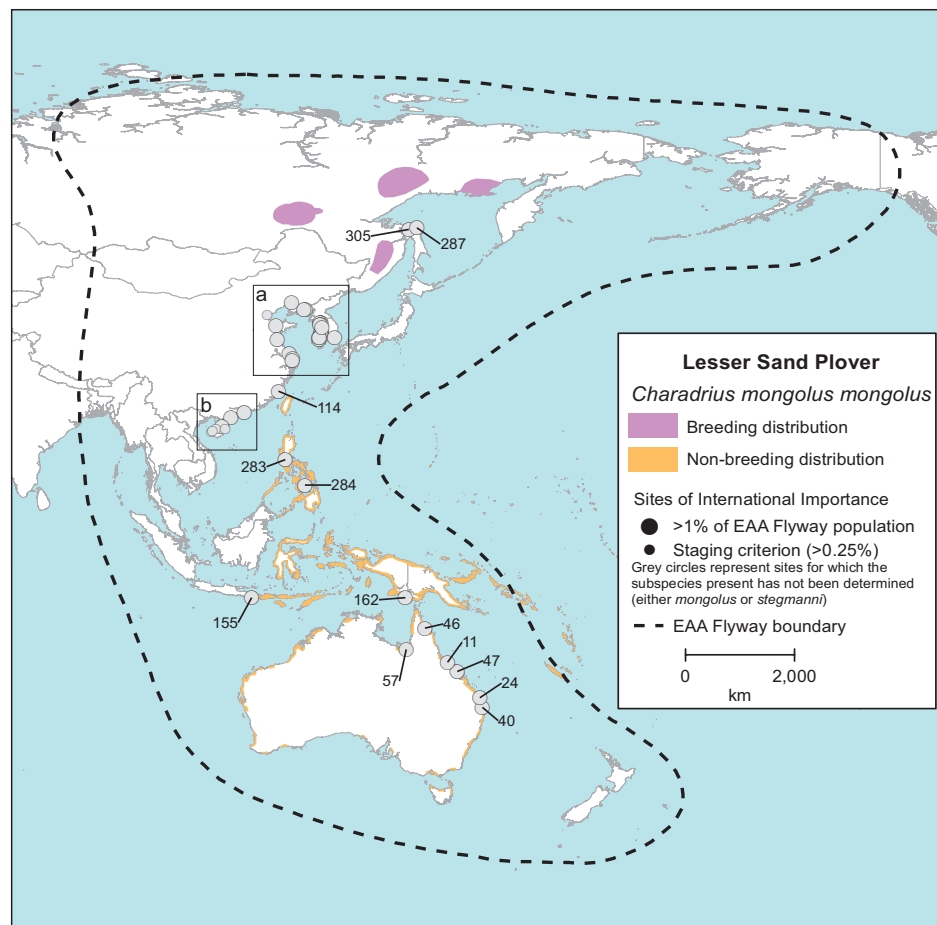 305
287
a
b
114
283
284
155
162
46
11
57
47
24
40
Lesser Sand Plover
Charadrius mongolus mongolus
Breeding distribution
Non-breeding distribution
Sites of International Importance
>1% of EAA Flyway population
Staging criterion (>0.25%)
Grey circles represent sites for which the
subspecies present has not been determined
(either mongolus or stegmanni)
EAA Flyway boundary
0 2,000
km